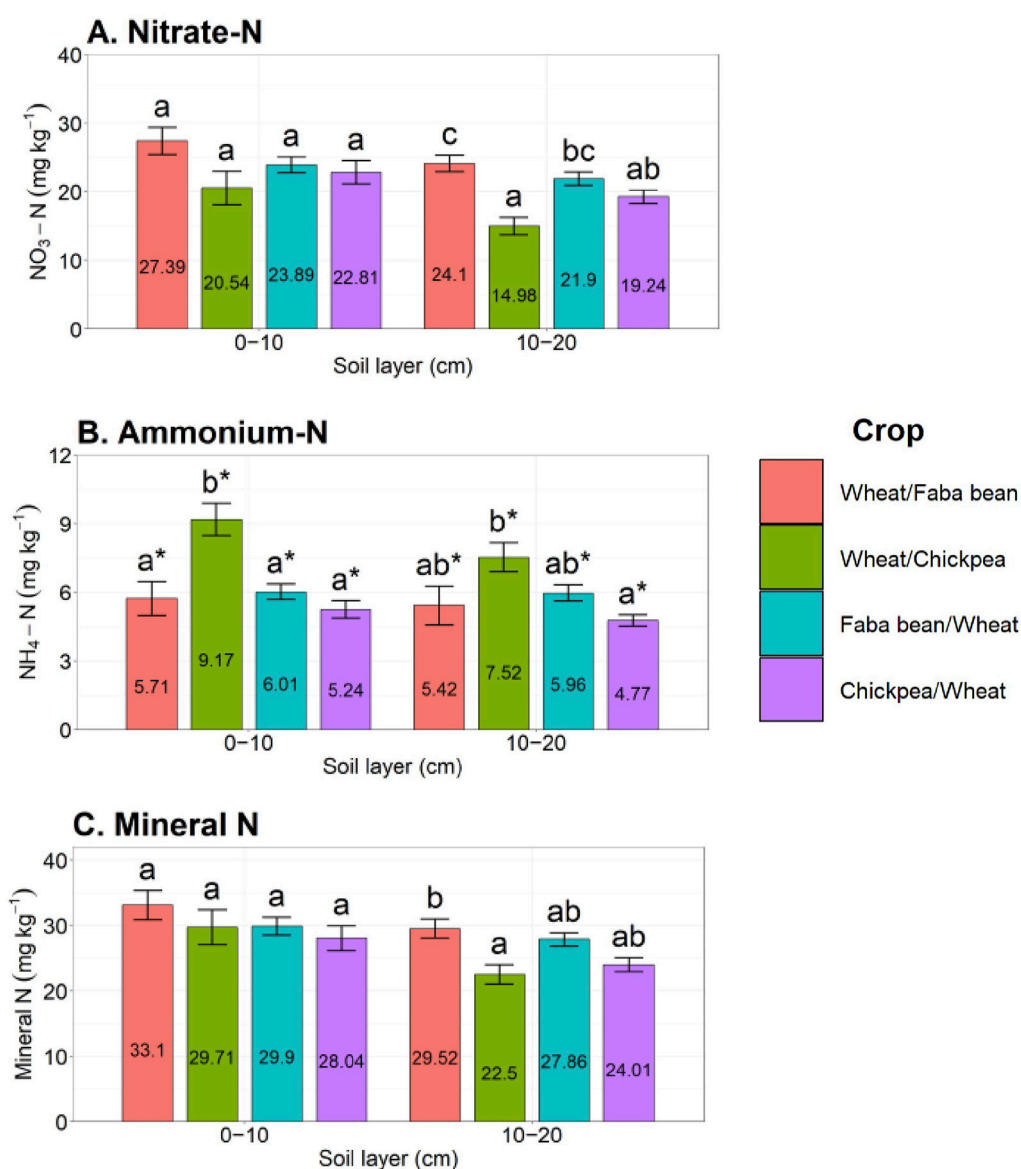 A. Nitrate-N
NO₃ – N (mg kg⁻¹)
40
30
20
10
0
a a a a c a bc ab
27.39 20.54 23.89 22.81 24.1 14.98 21.9 19.24
0−10 10−20
Soil layer (cm)
B. Ammonium-N
NH₄ – N (mg kg⁻¹)
12
9
6
3
0
a* b* a* a* ab* b* ab* a*
5.71 9.17 6.01 5.24 5.42 7.52 5.96 4.77
0−10 10−20
Soil layer (cm)
Crop
Wheat/Faba bean
Wheat/Chickpea
Faba bean/Wheat
Chickpea/Wheat
C. Mineral N
Mineral N (mg kg⁻¹)
40
30
20
10
0
a a a a b a ab ab
33.1 29.71 29.9 28.04 29.52 22.5 27.86 24.01
0−10 10−20
Soil layer (cm)